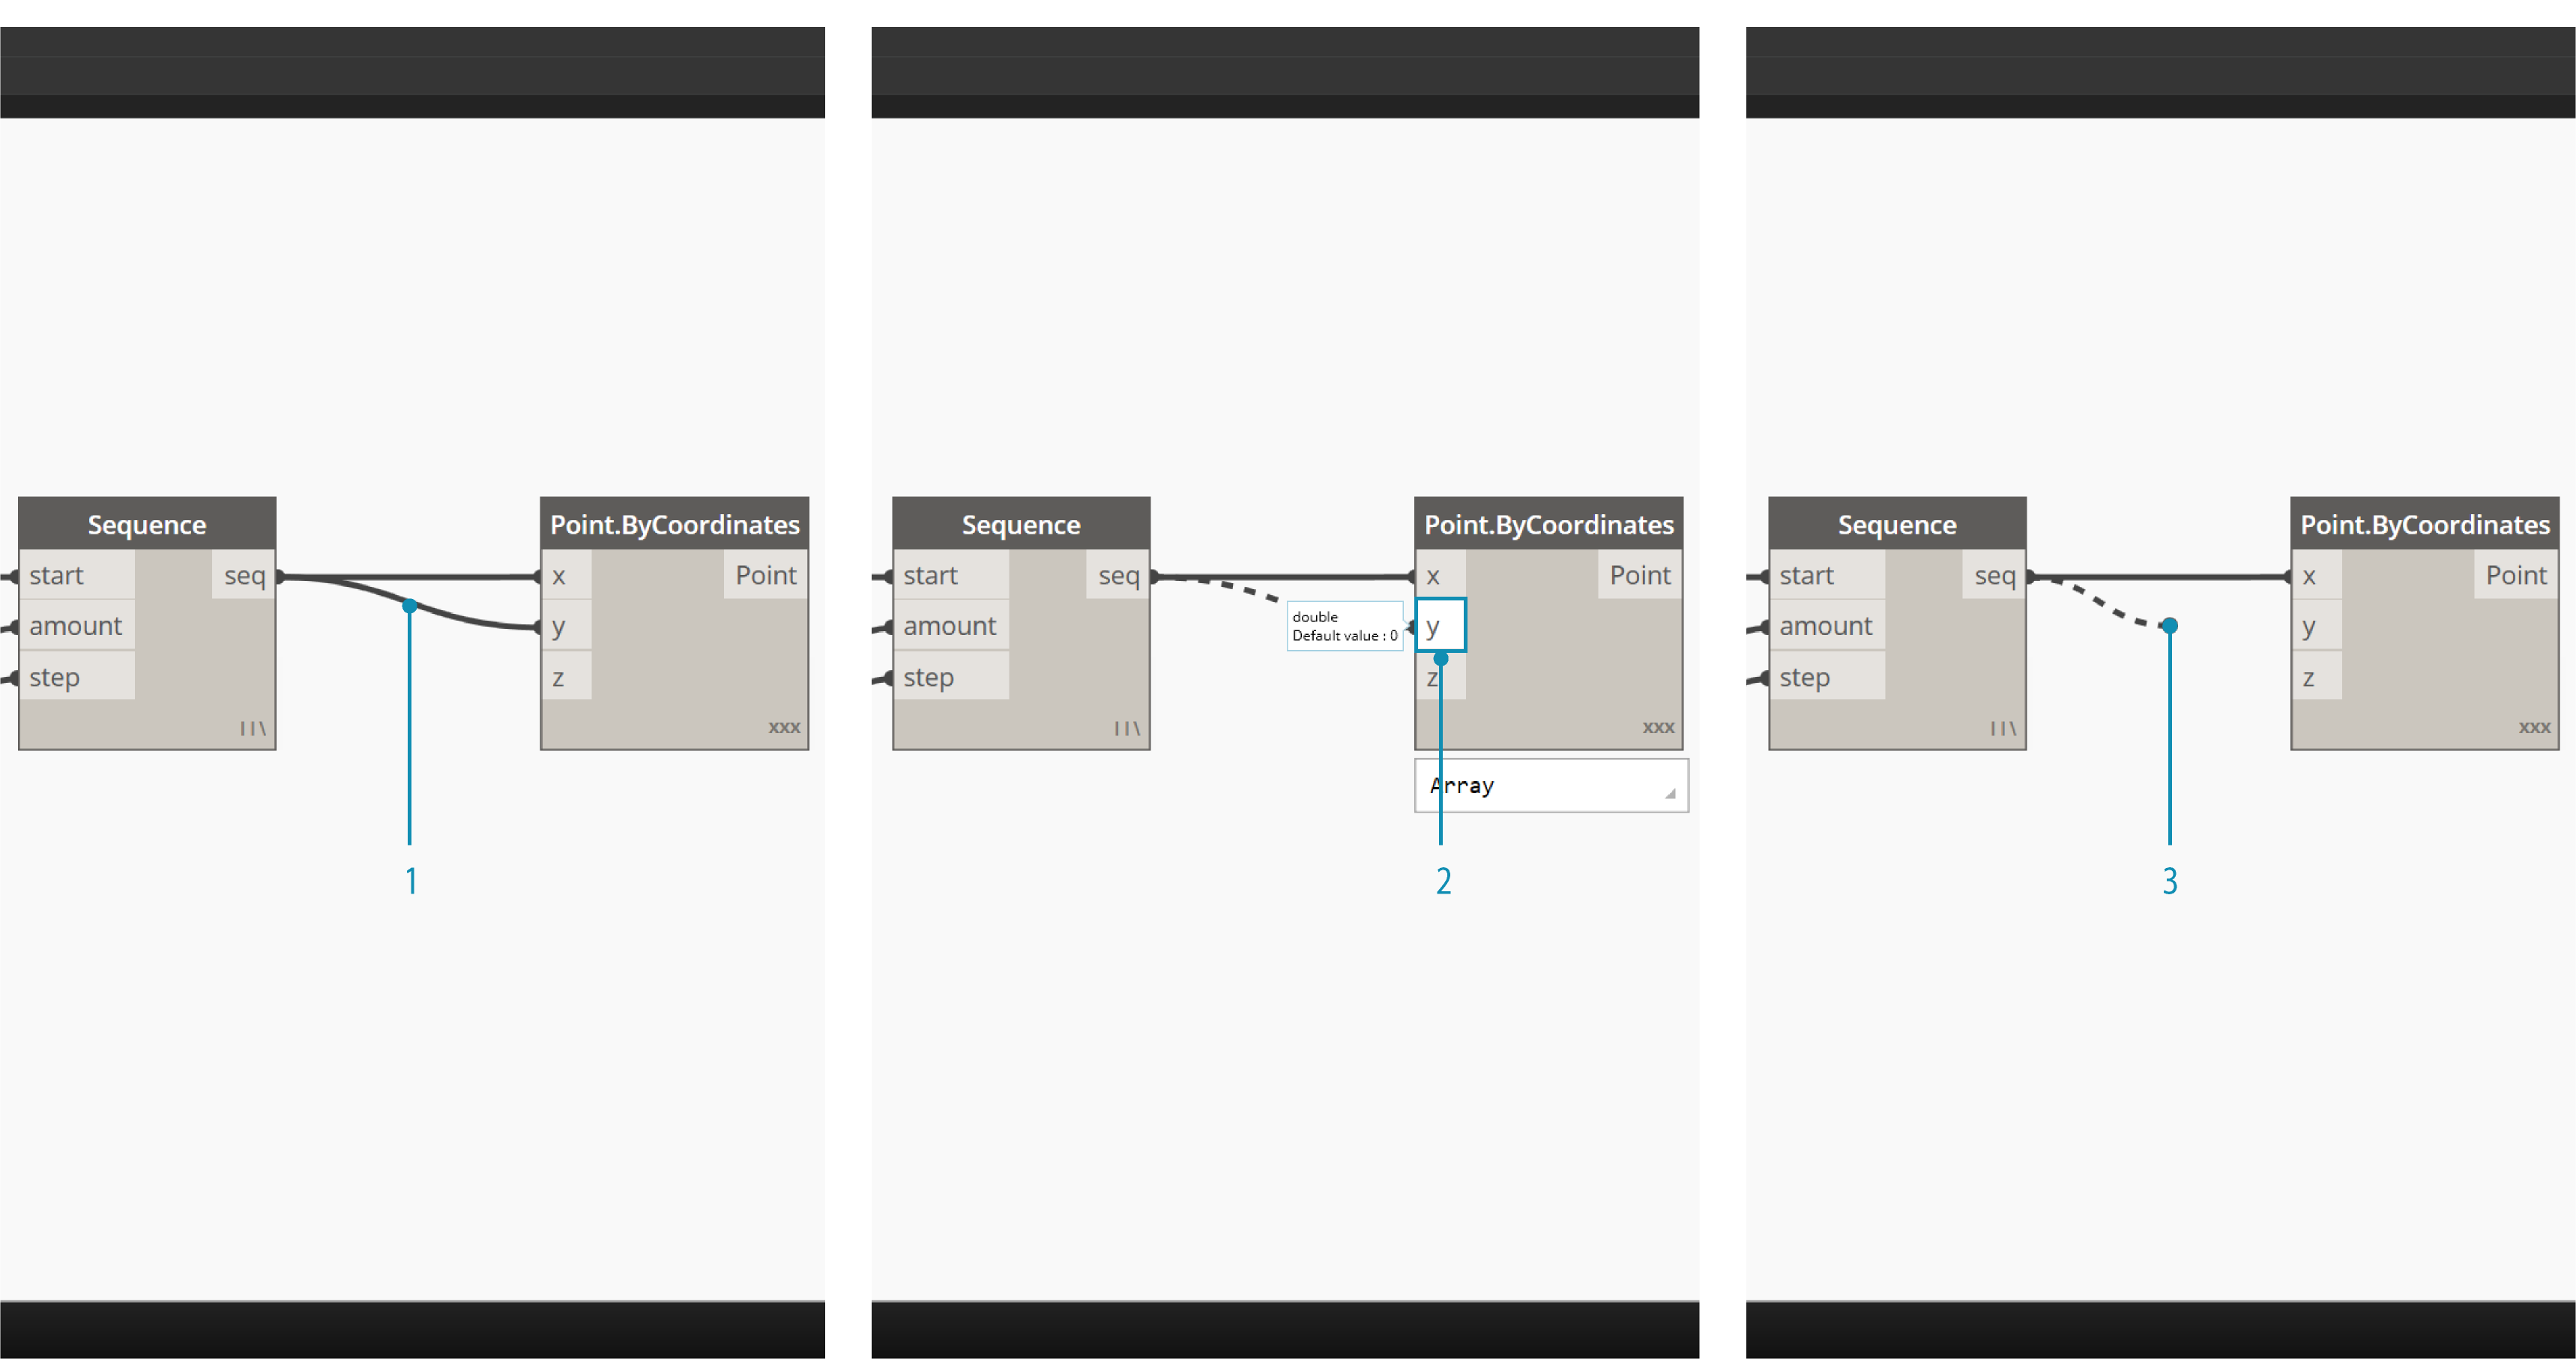 Sequence
start
seq
amount
step
||\
Point.ByCoordinates
x
Point
y
z
xxx
1
Sequence
start
seq
amount
step
||\
double
Default value : 0
Point.ByCoordinates
x
Point
y
z
xxx
Array
2
Sequence
start
seq
amount
step
||\
Point.ByCoordinates
x
Point
y
z
xxx
3